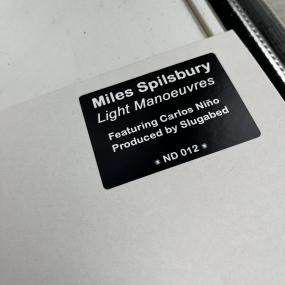 Miles Spilsbury
Light Manoeuvres
Featuring Carlos Niño
Produced by Slugabed
* ND 012 *